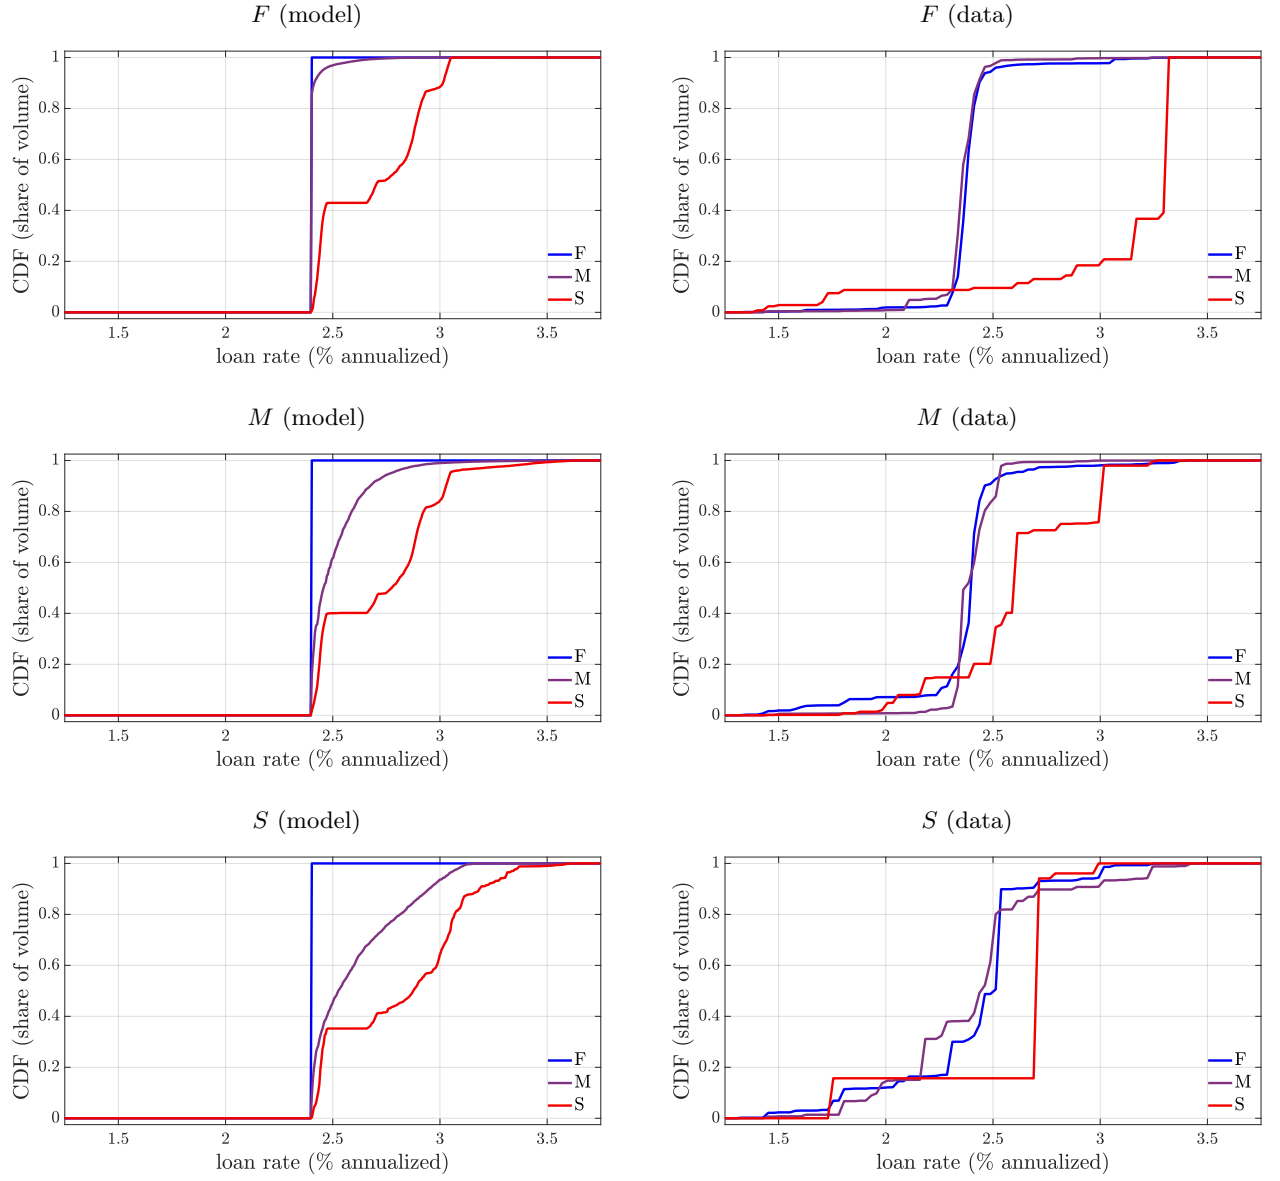 F (model)
CDF (share of volume)
1
0.8
0.6
0.4
0.2
0
F
M
S
1.5 2 2.5 3 3.5
loan rate (% annualized)
F (data)
CDF (share of volume)
1
0.8
0.6
0.4
0.2
0
F
M
S
1.5 2 2.5 3 3.5
loan rate (% annualized)
M (model)
CDF (share of volume)
1
0.8
0.6
0.4
0.2
0
F
M
S
1.5 2 2.5 3 3.5
loan rate (% annualized)
M (data)
CDF (share of volume)
1
0.8
0.6
0.4
0.2
0
F
M
S
1.5 2 2.5 3 3.5
loan rate (% annualized)
S (model)
CDF (share of volume)
1
0.8
0.6
0.4
0.2
0
F
M
S
1.5 2 2.5 3 3.5
loan rate (% annualized)
S (data)
CDF (share of volume)
1
0.8
0.6
0.4
0.2
0
F
M
S
1.5 2 2.5 3 3.5
loan rate (% annualized)